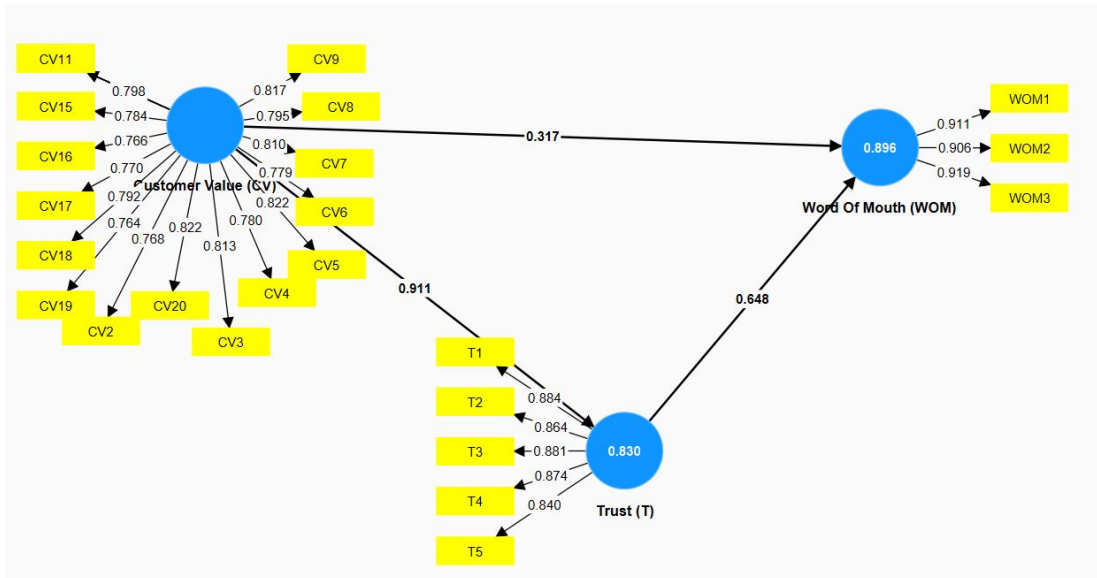 CV11
CV15
CV16
CV17
CV18
CV19
CV2
CV20
CV3
CV4
CV5
CV6
CV7
CV8
CV9
0.798
0.784
0.766
0.770
0.792
0.764
0.768
0.822
0.813
0.780
0.822
0.779
0.810
0.795
0.817
Customer Value (CV)
0.317
0.911
0.648
0.896
Word Of Mouth (WOM)
0.911
0.906
0.919
WOM1
WOM2
WOM3
T1
T2
T3
T4
T5
0.884
0.864
0.881
0.874
0.840
0.830
Trust (T)